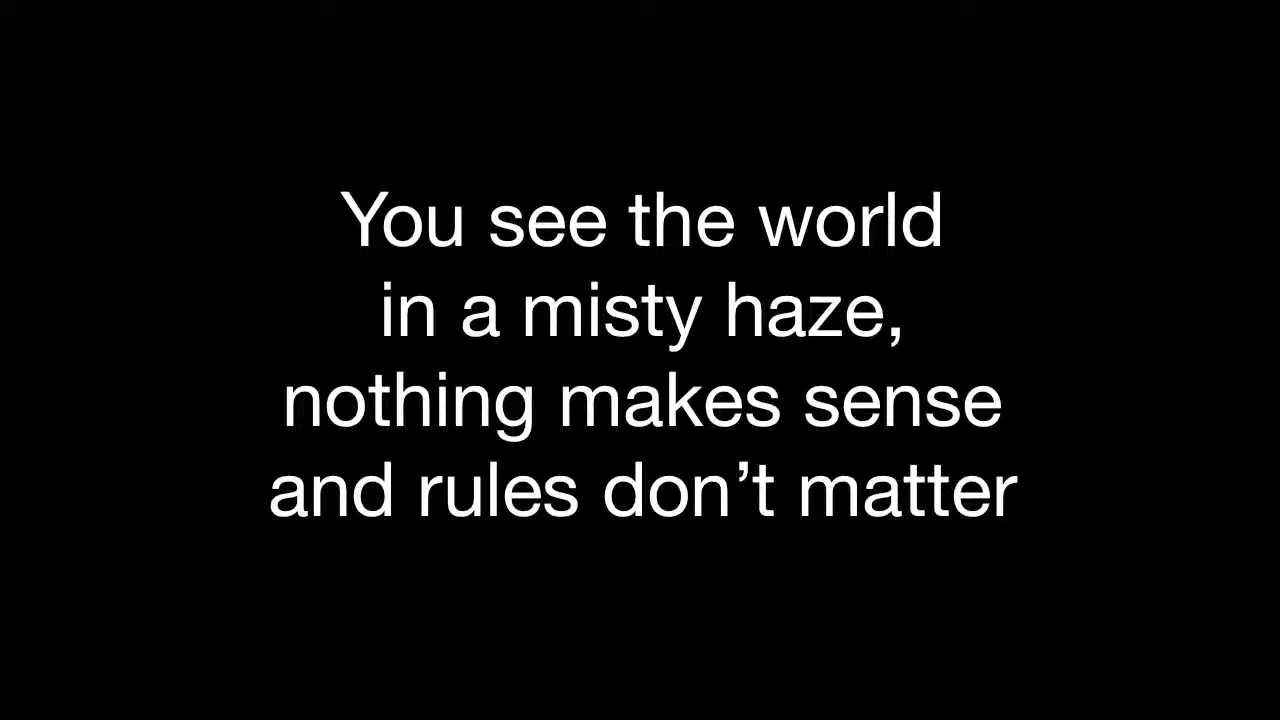 You see the world
in a misty haze,
nothing makes sense
and rules don’t matter